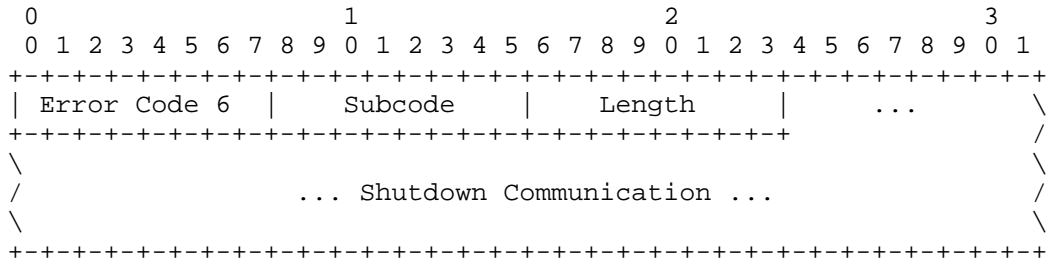 0                   1                   2                   3
 0 1 2 3 4 5 6 7 8 9 0 1 2 3 4 5 6 7 8 9 0 1 2 3 4 5 6 7 8 9 0 1
+-+-+-+-+-+-+-+-+-+-+-+-+-+-+-+-+-+-+-+-+-+-+-+-+-+-+-+-+-+-+-+-+
| Error Code 6  |    Subcode    |    Length     |     ...       \
+-+-+-+-+-+-+-+-+-+-+-+-+-+-+-+-+-+-+-+-+-+-+-+-+               /
\                                                               \
/                 ... Shutdown Communication ...                /
\                                                               \
+-+-+-+-+-+-+-+-+-+-+-+-+-+-+-+-+-+-+-+-+-+-+-+-+-+-+-+-+-+-+-+-+